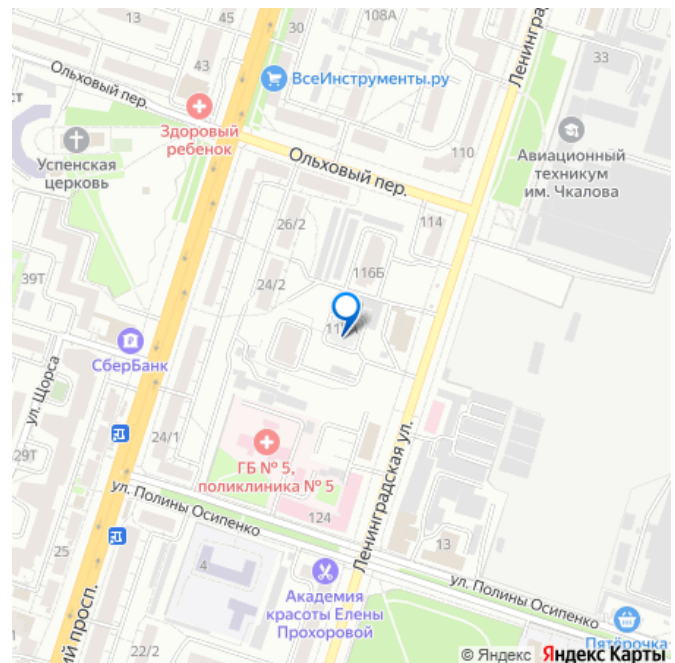 13
45
30
108А
Ленингра
33
43
ВсеИнструменты.ру
Ольховый пер.
Здоровый
ребенок
Успенская
церковь
Ольховый пер.
110
Авиационный
техникум
им. Чкалова
26/2
114
116Б
39Т
24/2
СберБанк
ул. Щорса
24/1
29Т
ГБ № 5,
поликлиника № 5
Ленинградская ул.
ул. Полины Осипенко
124
25
13
4
Академия
красоты Елены
Прохоровой
ул. Полины Осипенко
22/2
ий просп.
Пятёрочка
© Яндекс Яндекс Карты